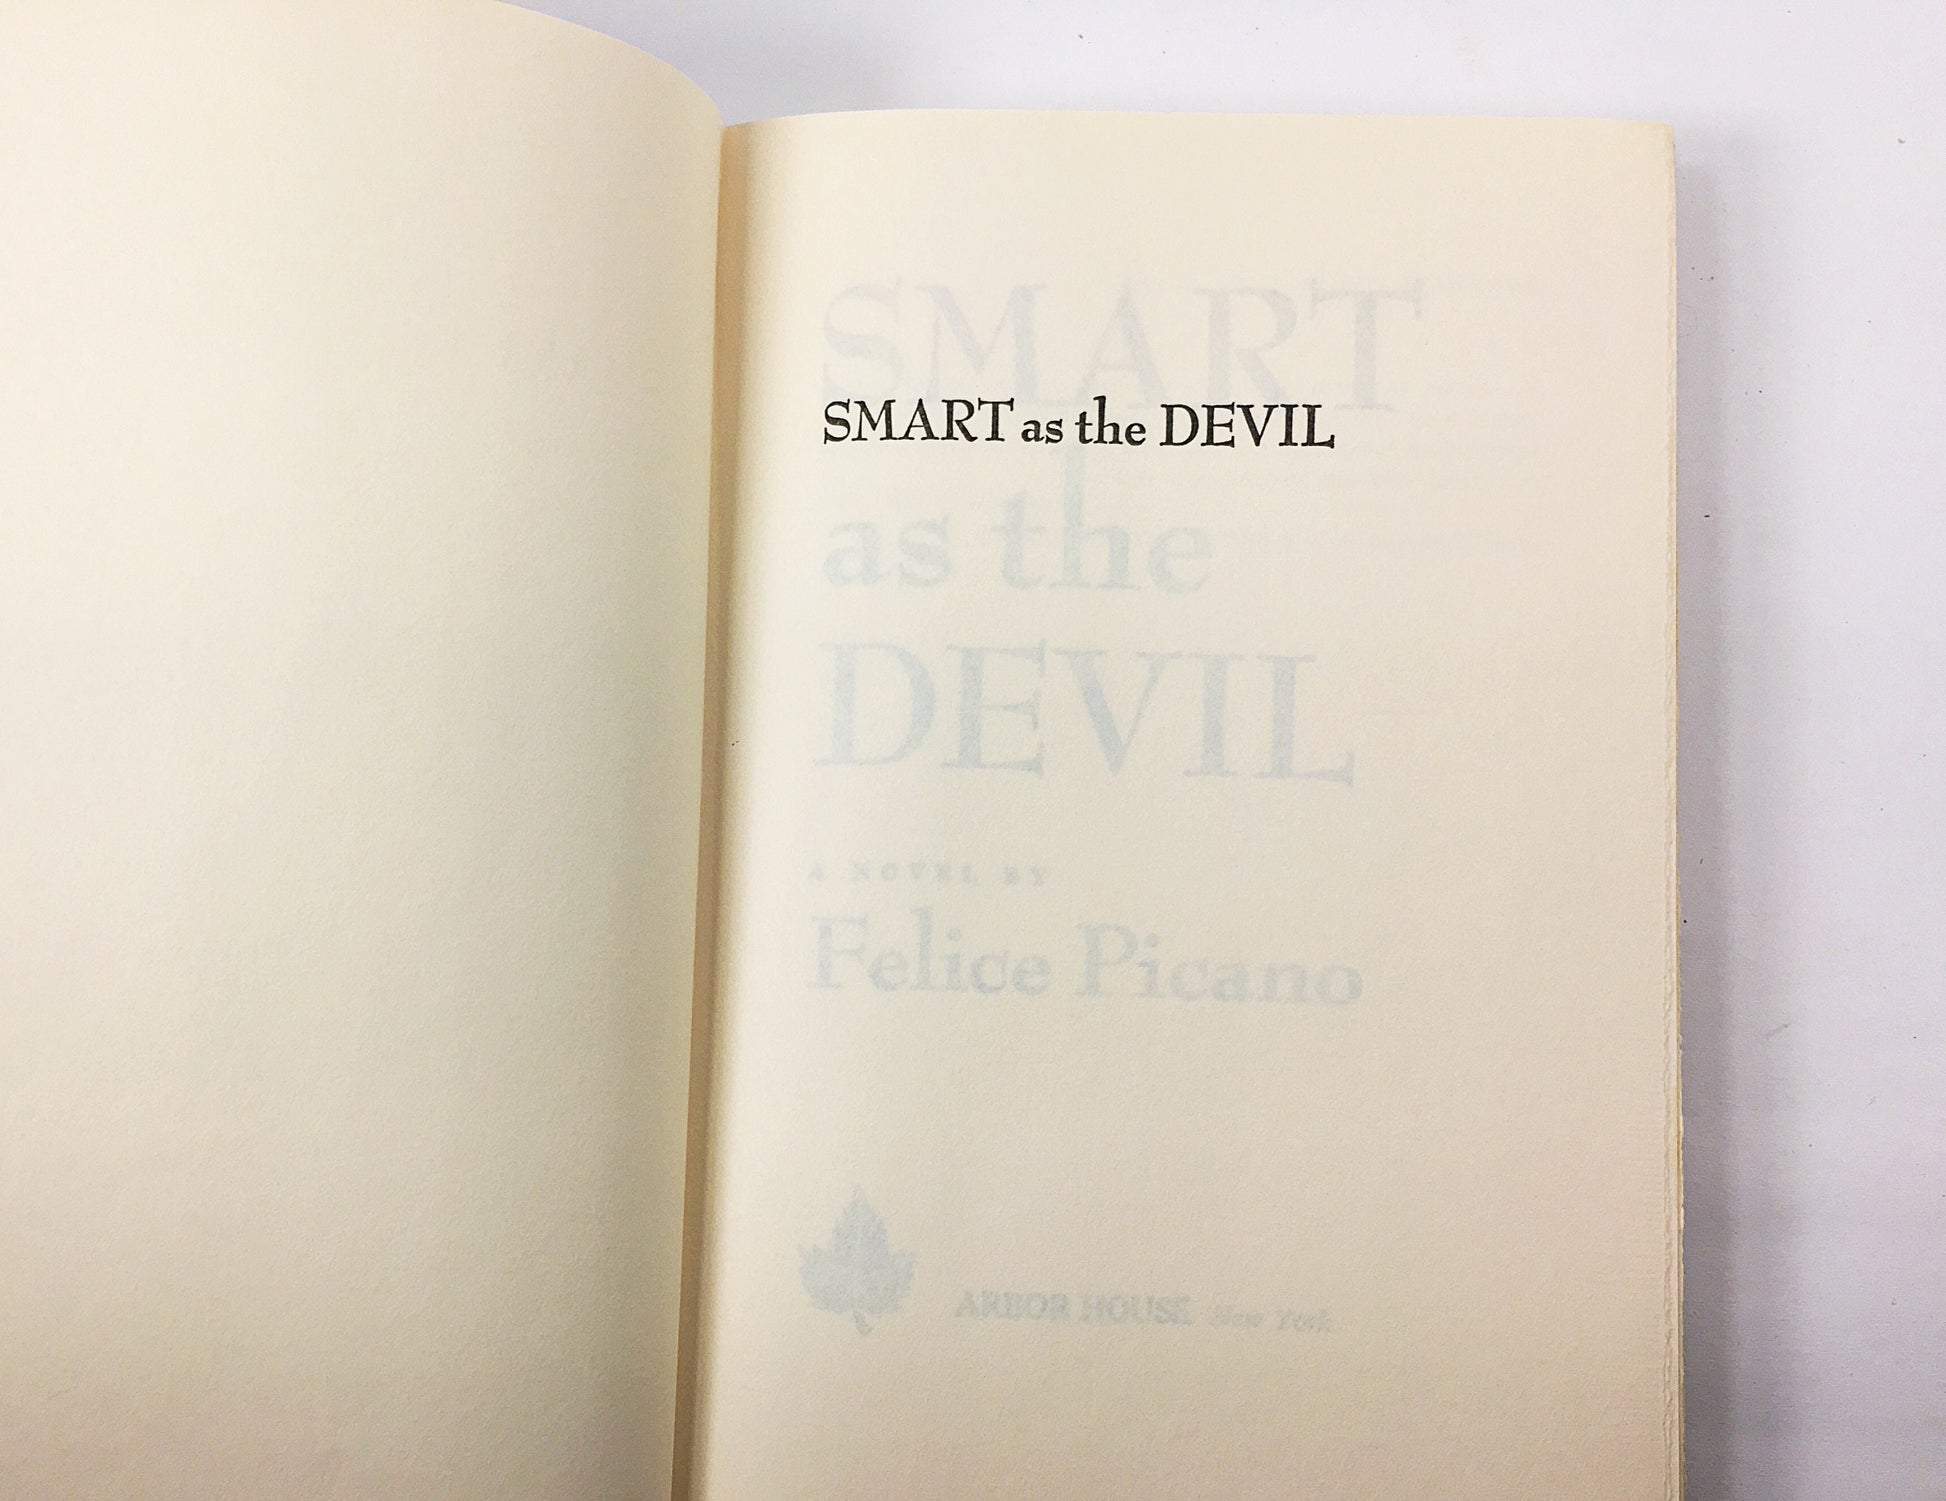 SMART as the DEVIL
SMART
as the
DEVIL
A NOVEL BY
Felice Picano
ARBOR HOUSE New York